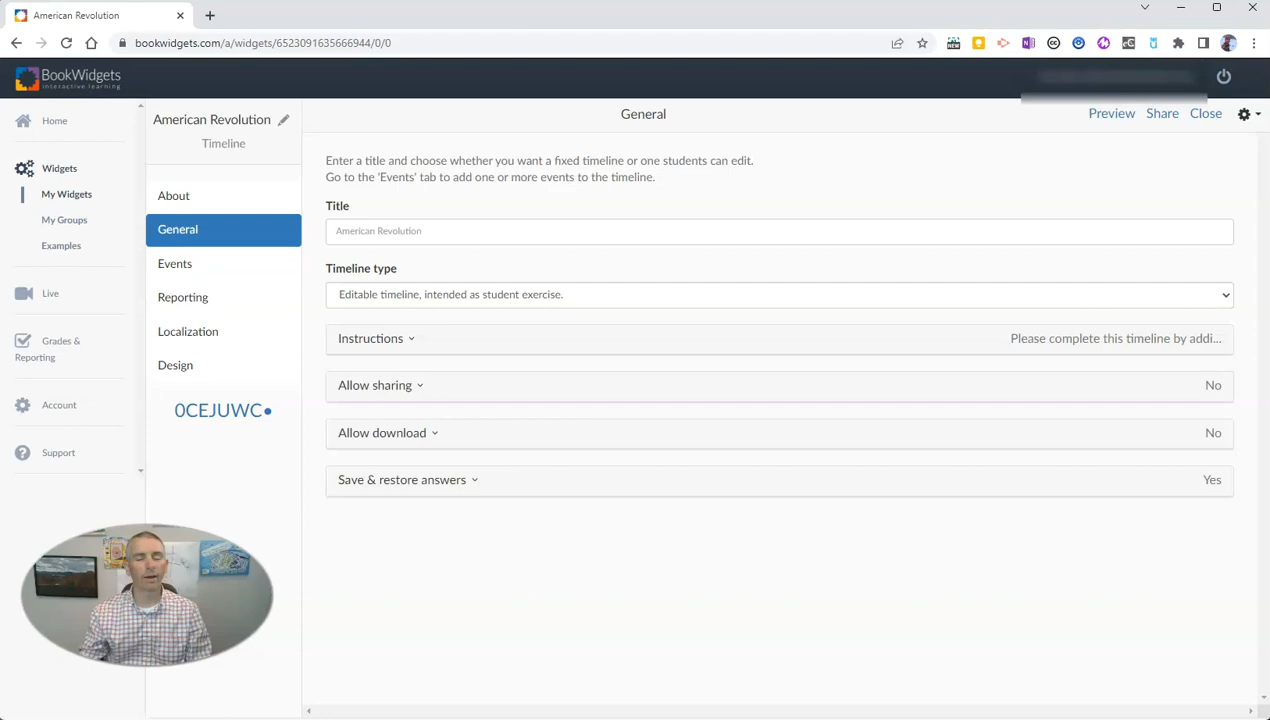 American Revolution
bookwidgets.com/a/widgets/6523091635666944/0/0
BookWidgets
interactive learning
Home
Widgets
My Widgets
My Groups
Examples
Live
Grades &
Reporting
Account
Support
American Revolution
Timeline
About
General
Events
Reporting
Localization
Design
0CEJUWC
General
Preview Share Close
Enter a title and choose whether you want a fixed timeline or one students can edit.
Go to the 'Events' tab to add one or more events to the timeline.
Title
American Revolution
Timeline type
Editable timeline, intended as student exercise.
Instructions Please complete this timeline by addi...
Allow sharing No
Allow download No
Save & restore answers Yes